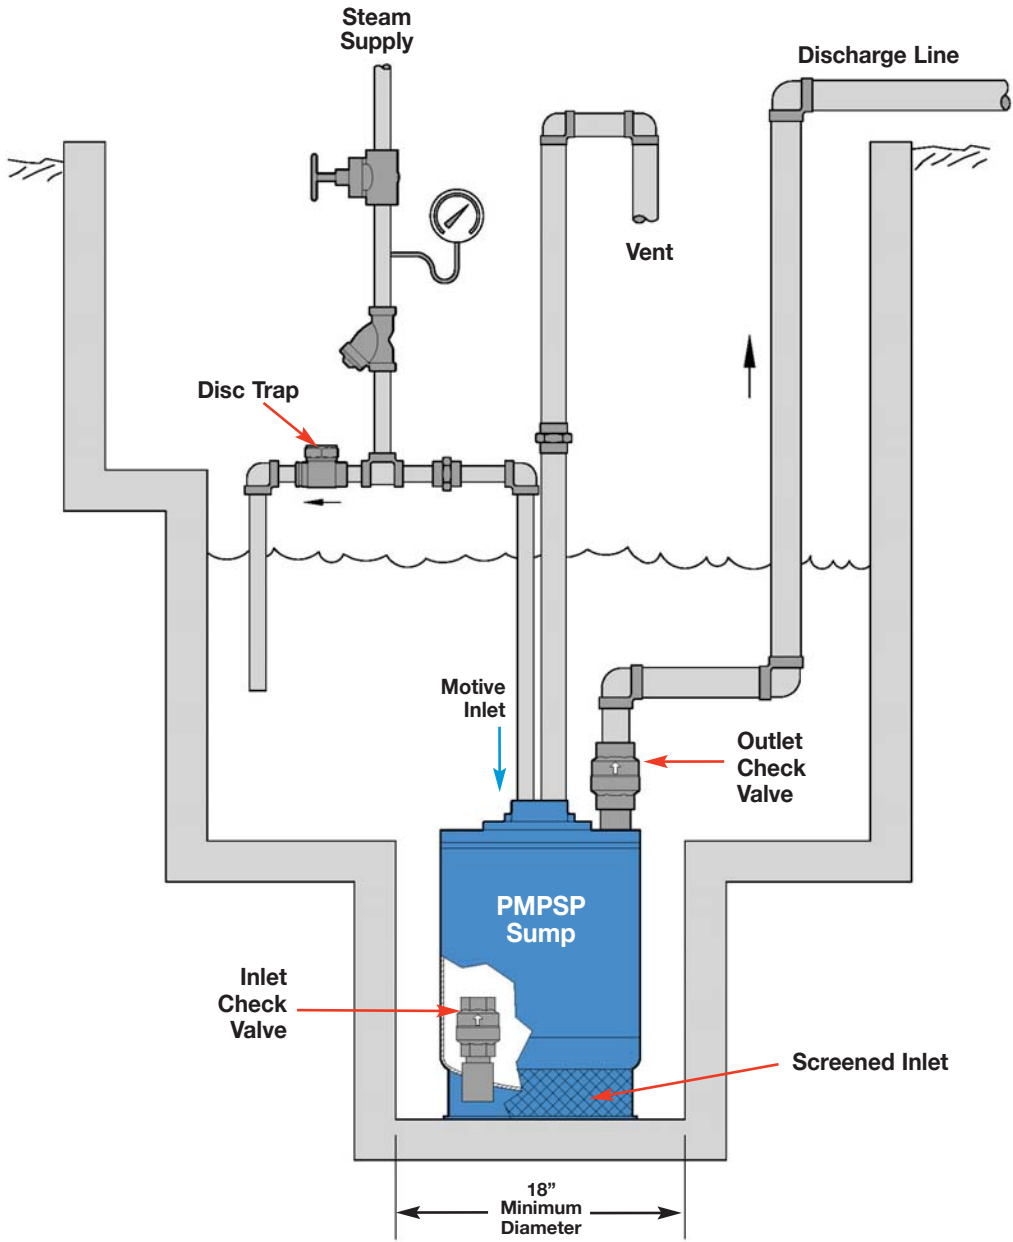 Steam
Supply
Discharge Line
Vent
Disc Trap
Motive
Inlet
Outlet
Check
Valve
PMPSP
Sump
Inlet
Check
Valve
Screened Inlet
18”
Minimum
Diameter